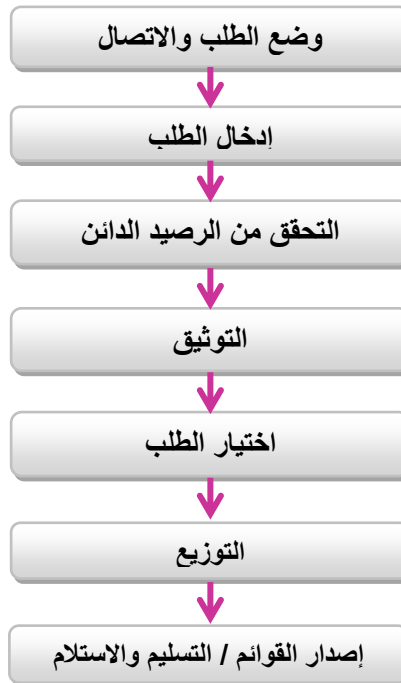 وضع الطلب والاتصال
إدخال الطلب
التحقق من الرصيد الدائن
التوثيق
اختيار الطلب
التوزيع
إصدار القوائم / التسليم والاستلام